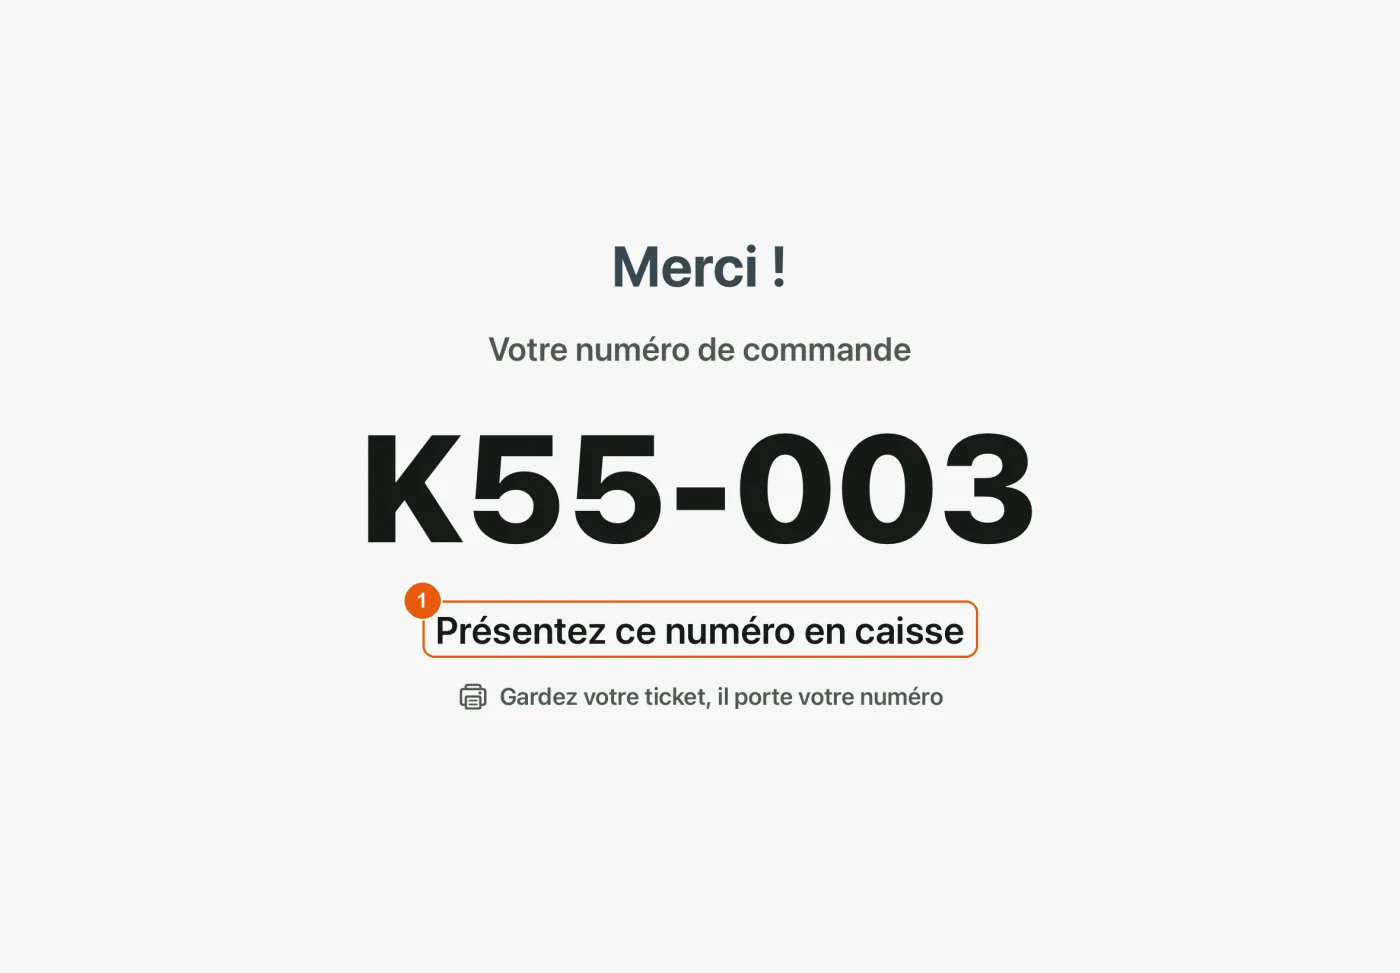 Merci !
Votre numéro de commande
K55-003
1
Présentez ce numéro en caisse
Gardez votre ticket, il porte votre numéro